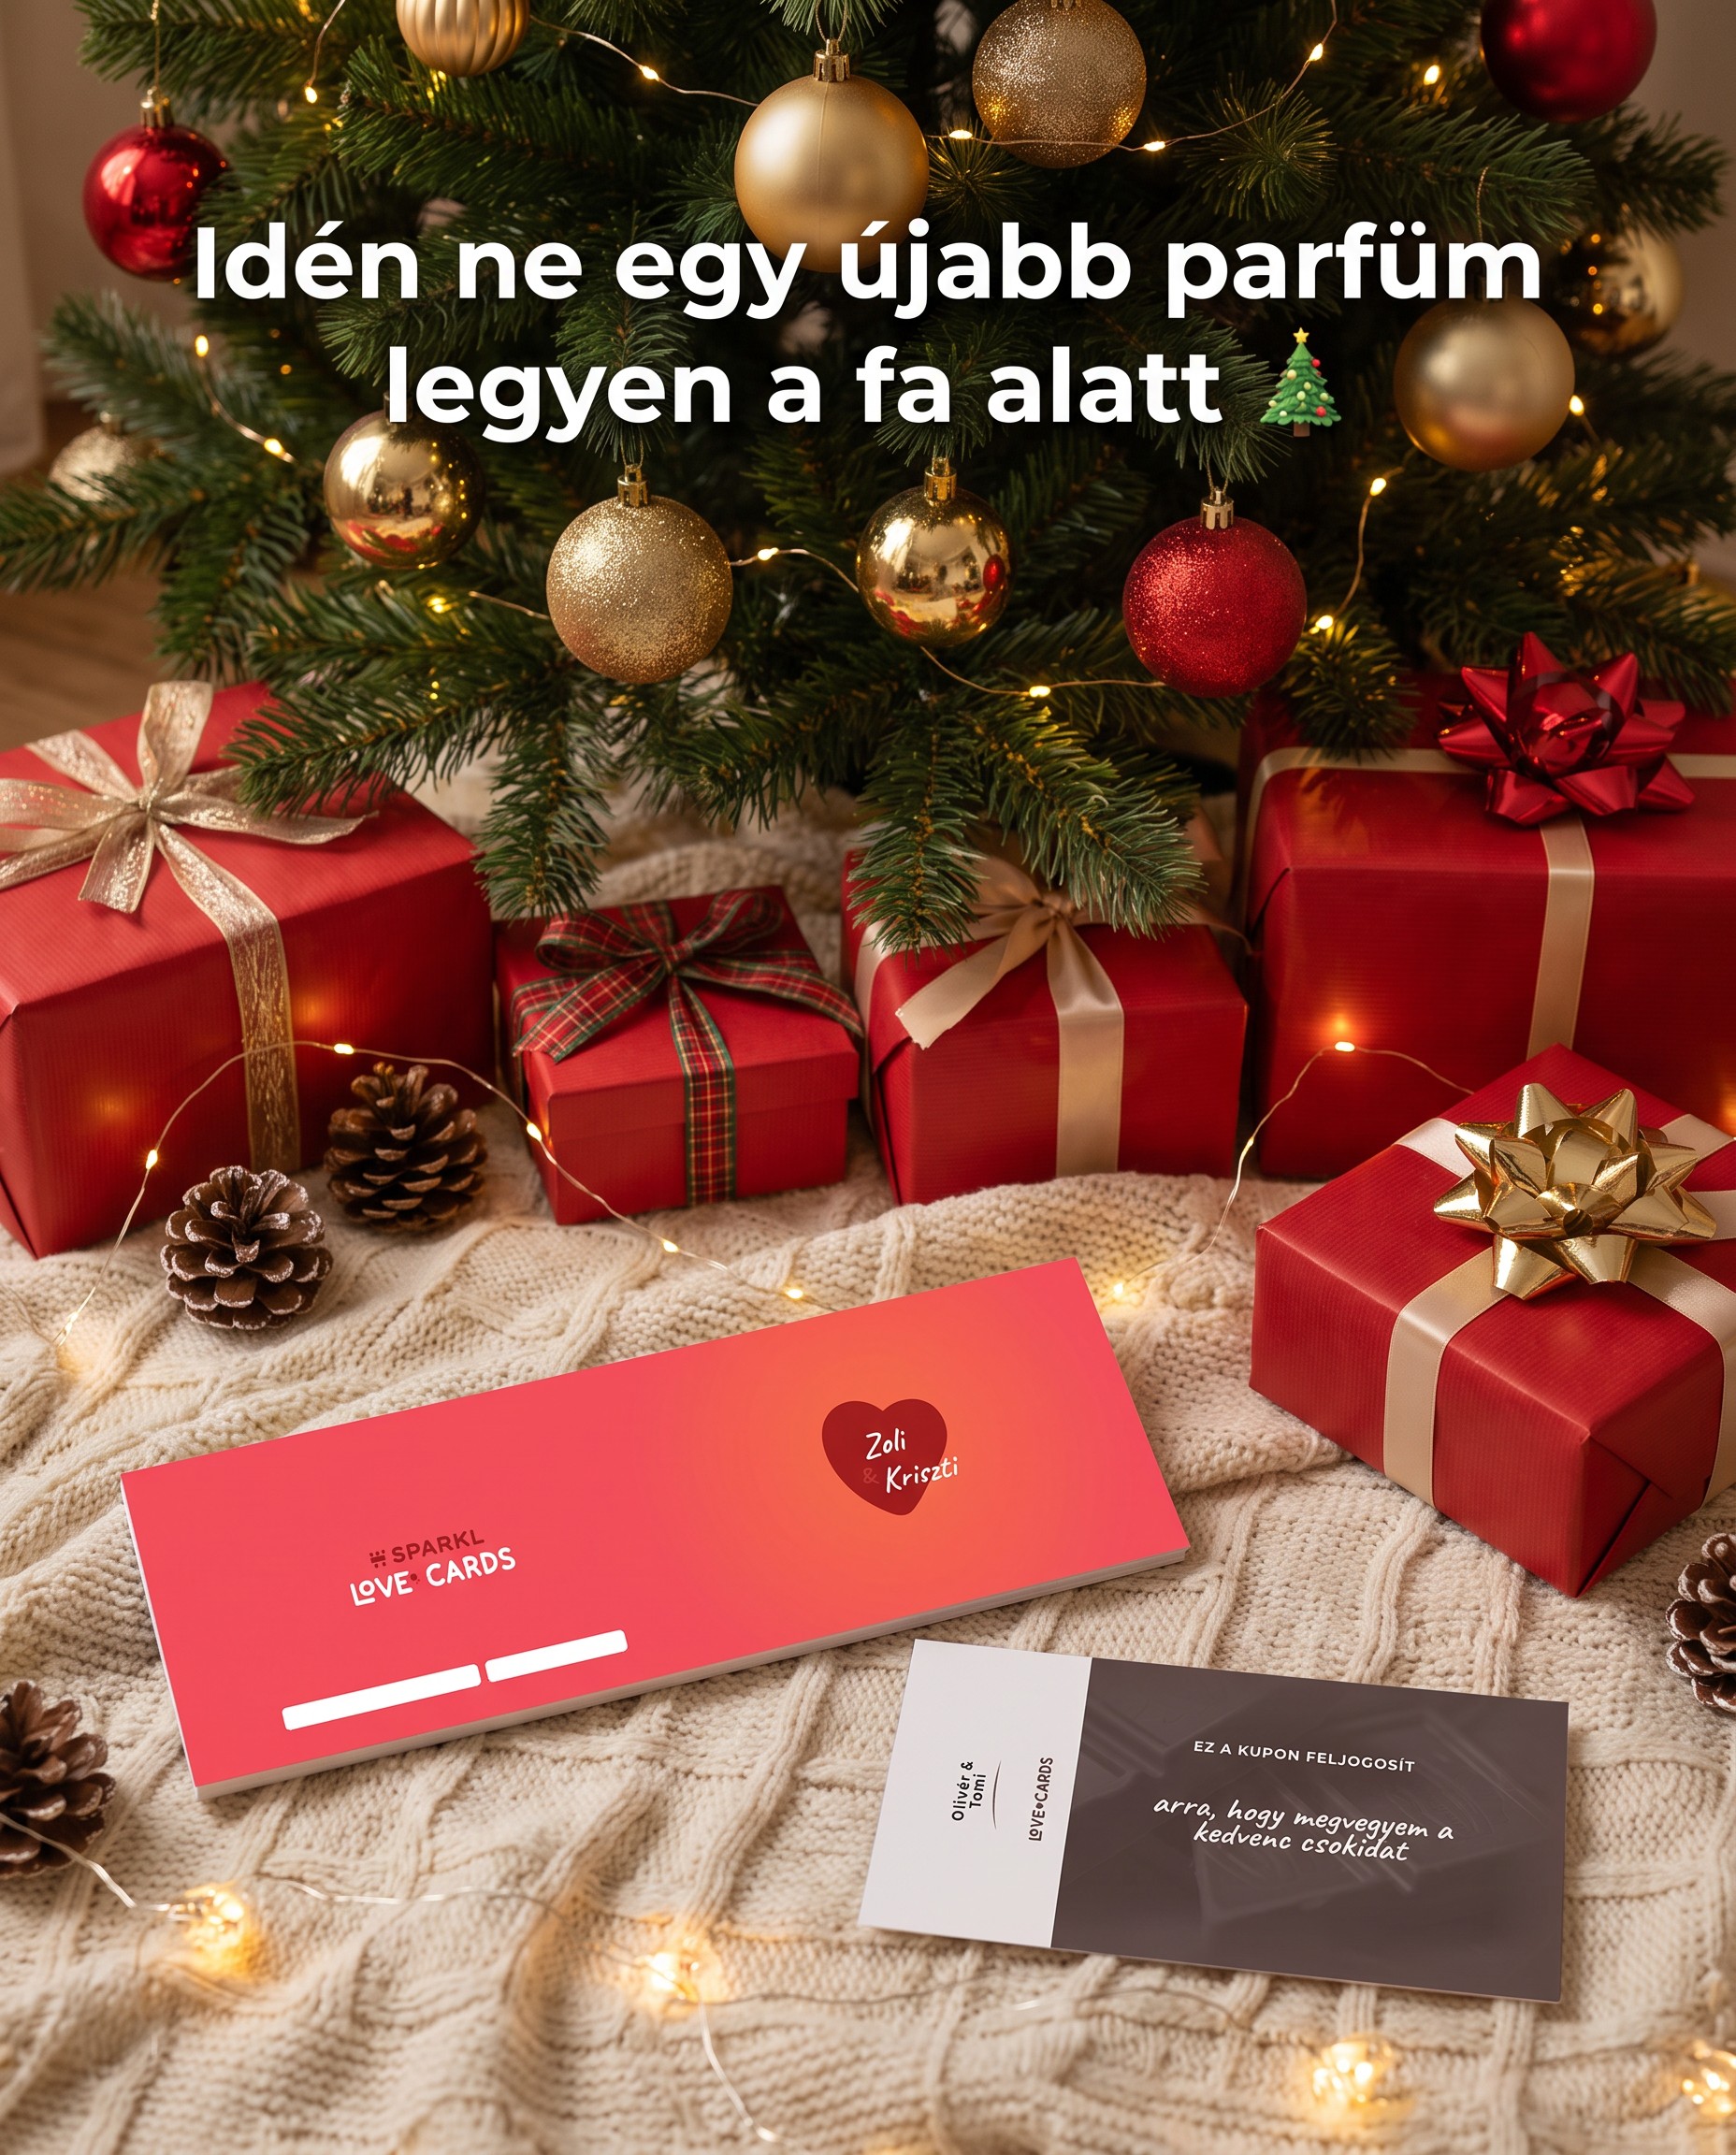 Idén ne egy újabb parfüm
legyen a fa alatt 🎄
Zoli
& Kriszti
SPARKL
LOVE CARDS
EZ A KUPON FELJOGOSÍT
arra, hogy megvegyem a
kedvenc csokidat
Olivér &
Tomi
LOVE CARDS